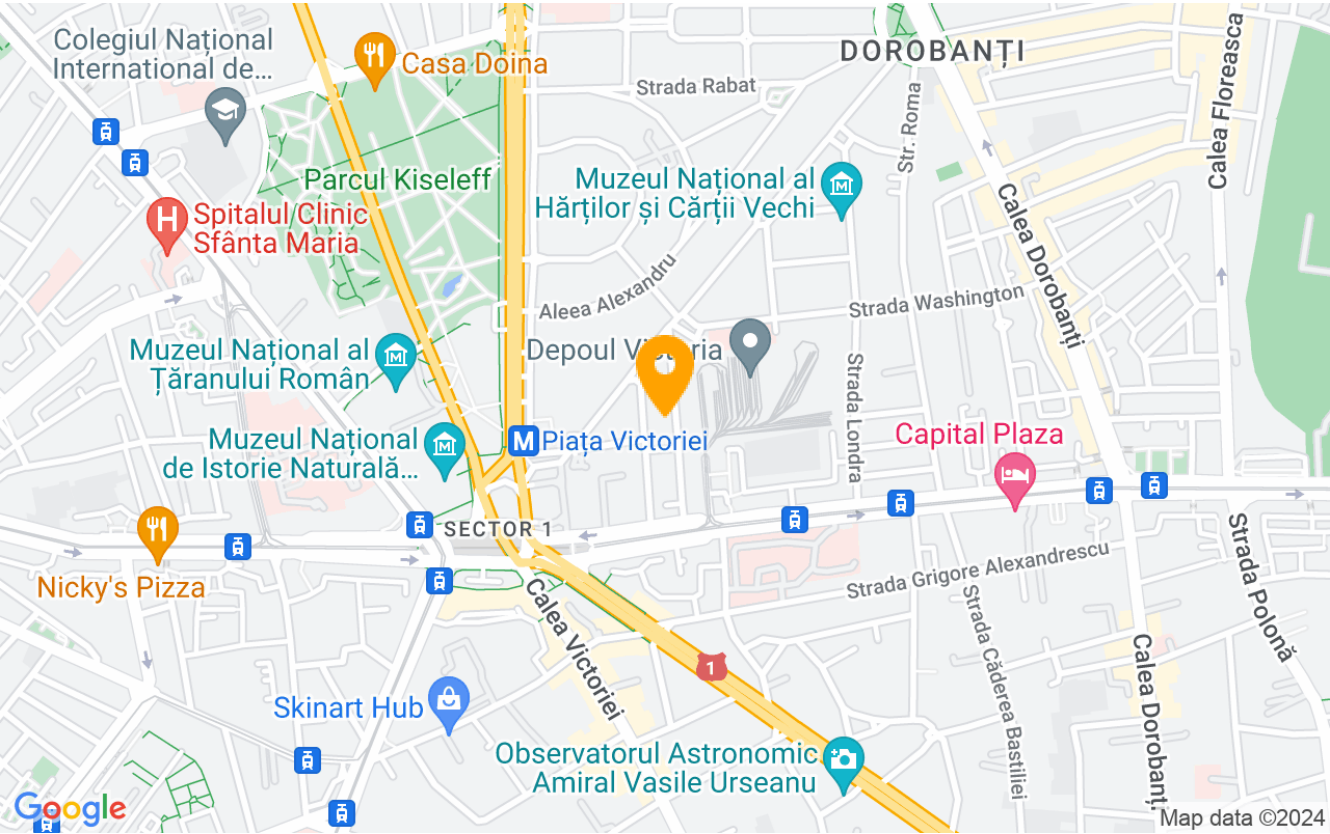 Colegiul Național
International de...
Casa Doina
DOROBANȚI
Calea Floreasca
Strada Rabat
Str. Roma
Parcul Kiseleff
Muzeul Național al
Hărților și Cărții Vechi
Spitalul Clinic
Sfânta Maria
Calea Dorobanți
Aleea Alexandru
Strada Washington
Muzeul Național al
Țăranului Român
Depoul Victoria
Strada Londra
Muzeul Național
de Istorie Naturală...
M
Piața Victoriei
Capital Plaza
SECTOR 1
Nicky's Pizza
Strada Grigore Alexandrescu
Strada Polonă
Calea Victoriei
Strada Căderea Bastiliei
Calea Dorobanți
1
Skinart Hub
Observatorul Astronomic
Amiral Vasile Urseanu
Google
Map data ©2024